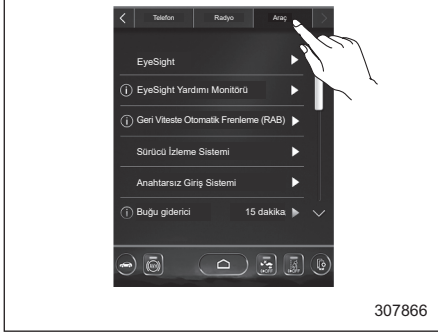 Telefon Radyo Araç
EyeSight
EyeSight Yardımı Monitörü
Geri Viteste Otomatik Frenleme (RAB)
Sürücü İzleme Sistemi
Anahtarsız Giriş Sistemi
Buğu giderici 15 dakika
307866